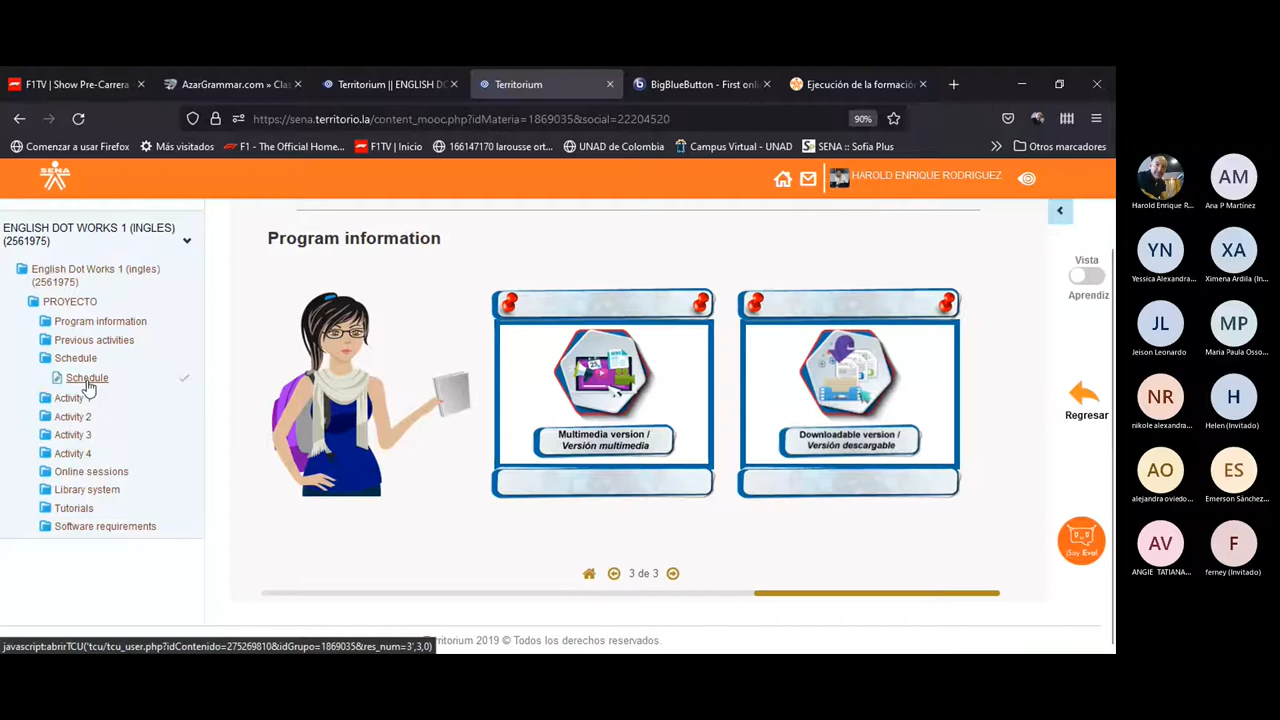 F1TV | Show Pre-Carrera
AzarGrammar.com » Clas
Territorium || ENGLISH DO
Territorium
BigBlueButton - First onli
Ejecución de la formación
https://sena.territorio.la/content_mooc.php?idMateria=1869035&social=22204520
90%
Comenzar a usar Firefox
Más visitados
F1 - The Official Home...
F1TV | Inicio
166147170 larousse ort...
UNAD de Colombia
Campus Virtual - UNAD
SENA :: Sofia Plus
Otros marcadores
SENA
HAROLD ENRIQUE RODRIGUEZ
ENGLISH DOT WORKS 1 (INGLES)
(2561975)
English Dot Works 1 (ingles)
(2561975)
PROYECTO
Program information
Previous activities
Schedule
Schedule
Activity
Activity 2
Activity 3
Activity 4
Online sessions
Library system
Tutorials
Software requirements
Program information
Multimedia version /
Versión multimedia
Downloadable version /
Versión descargable
3 de 3
Vista
Aprendiz
Regresar
¡Soy Eva!
Territorium 2019 © Todos los derechos reservados.
javascript:abrirTCU('tcu/tcu_user.php?idContenido=275269810&idGrupo=1869035&res_num=3',3,0)
Harold Enrique R...
AM
Ana P Martinez
YN
Yessica Alexandra...
XA
Ximena Ardila (In...
JL
Jeison Leonardo
MP
Maria Paula Osso...
NR
nikole alexandra...
H
Helen (Invitado)
AO
alejandra oviedo...
ES
Emerson Sánchez...
AV
ANGIE TATIANA...
F
ferney (Invitado)